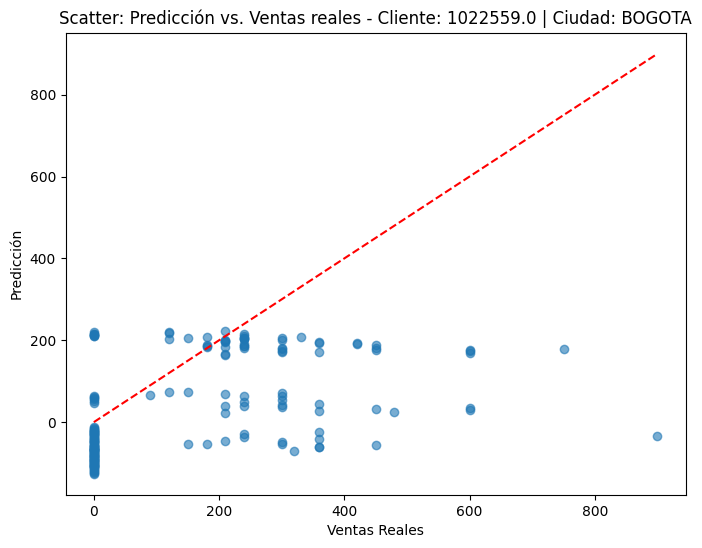 Scatter: Predicción vs. Ventas reales - Cliente: 1022559.0 | Ciudad: BOGOTA
Predicción
800
600
400
200
0
0 200 400 600 800
Ventas Reales